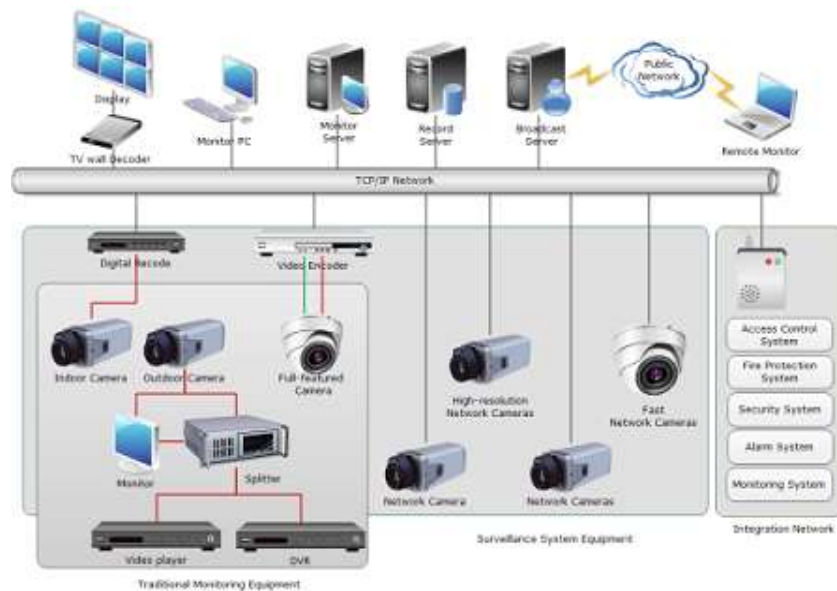 Display
TV wall Decoder
Monitor PC
Monitor
Server
Record
Server
Broadcast
Server
Public
Network
Remote Monitor
TCP/IP Network
Digital Recode
Video Encoder
Indoor Camera
Outdoor Camera
Full-featured
Camera
High-resolution
Network Cameras
Fast
Network Cameras
Monitor
Splitter
Network Camera
Network Cameras
Video player
DVR
Access Control
System
Fire Protection
System
Security System
Alarm System
Monitoring System
Integration Network
Surveillance System Equipment
Traditional Monitoring Equipment